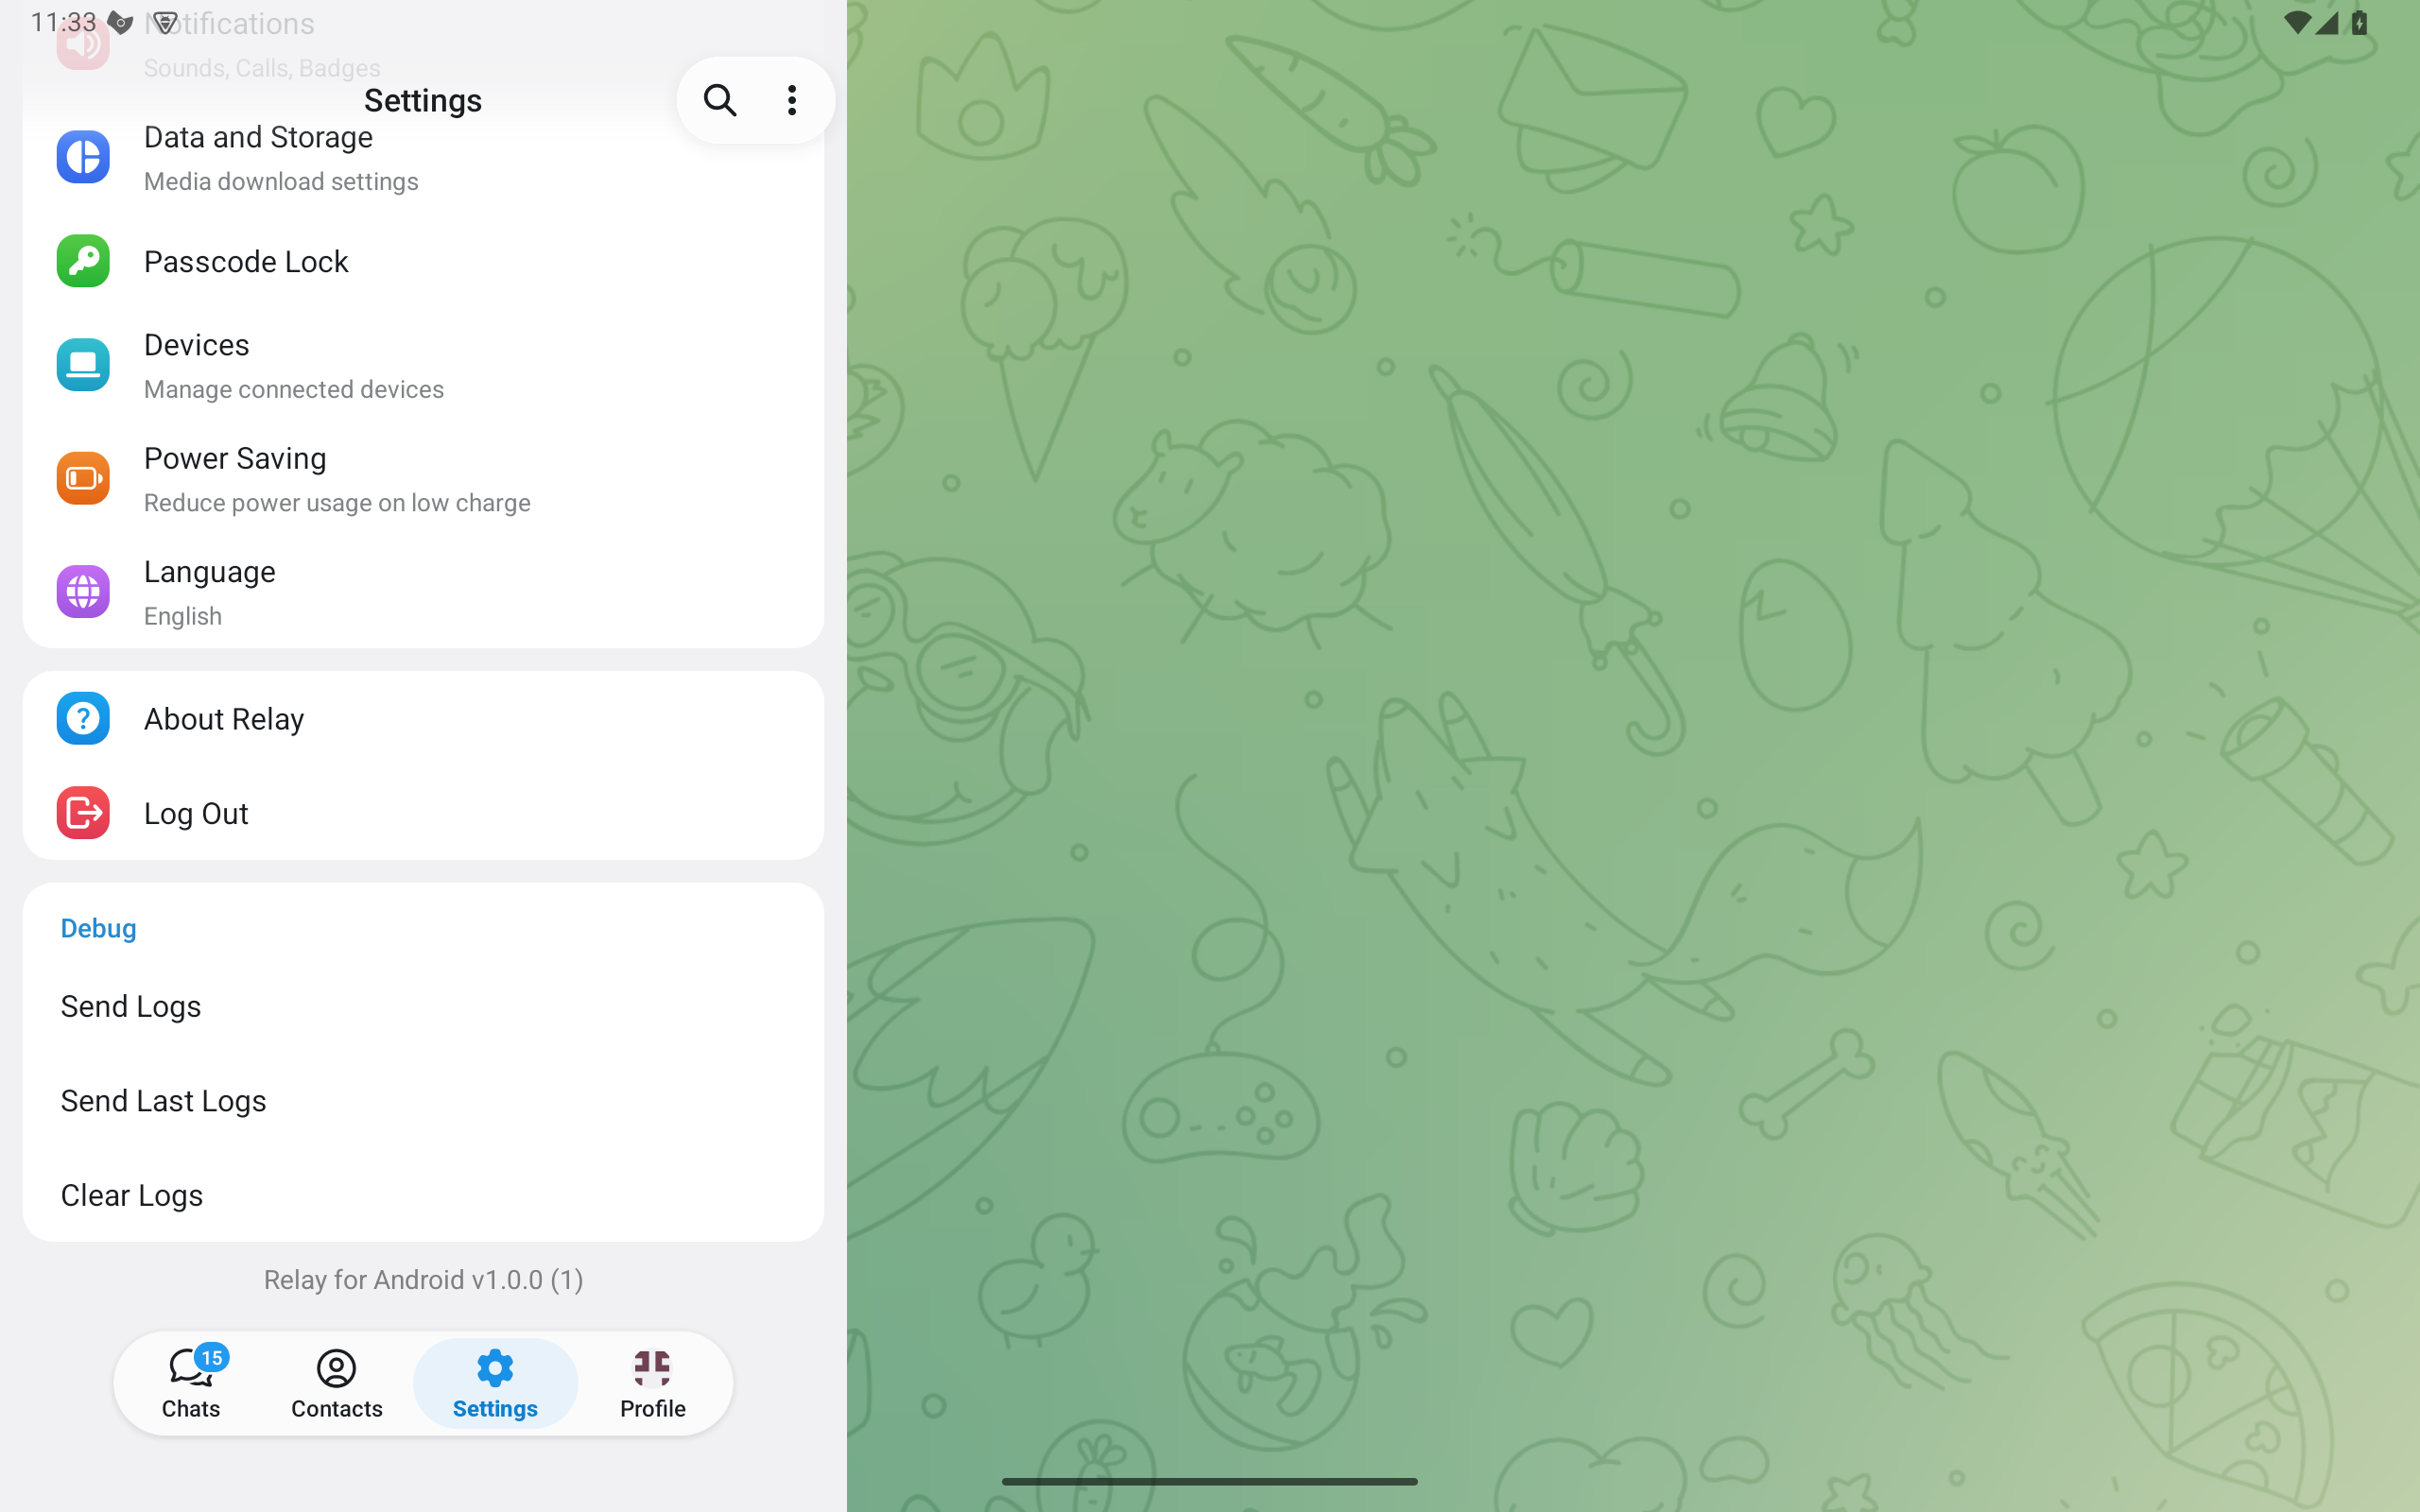 11:33
Notifications
Sounds, Calls, Badges
Settings
Data and Storage
Media download settings
Passcode Lock
Devices
Manage connected devices
Power Saving
Reduce power usage on low charge
Language
English
About Relay
Log Out
Debug
Send Logs
Send Last Logs
Clear Logs
Relay for Android v1.0.0 (1)
15
Chats
Contacts
Settings
Profile